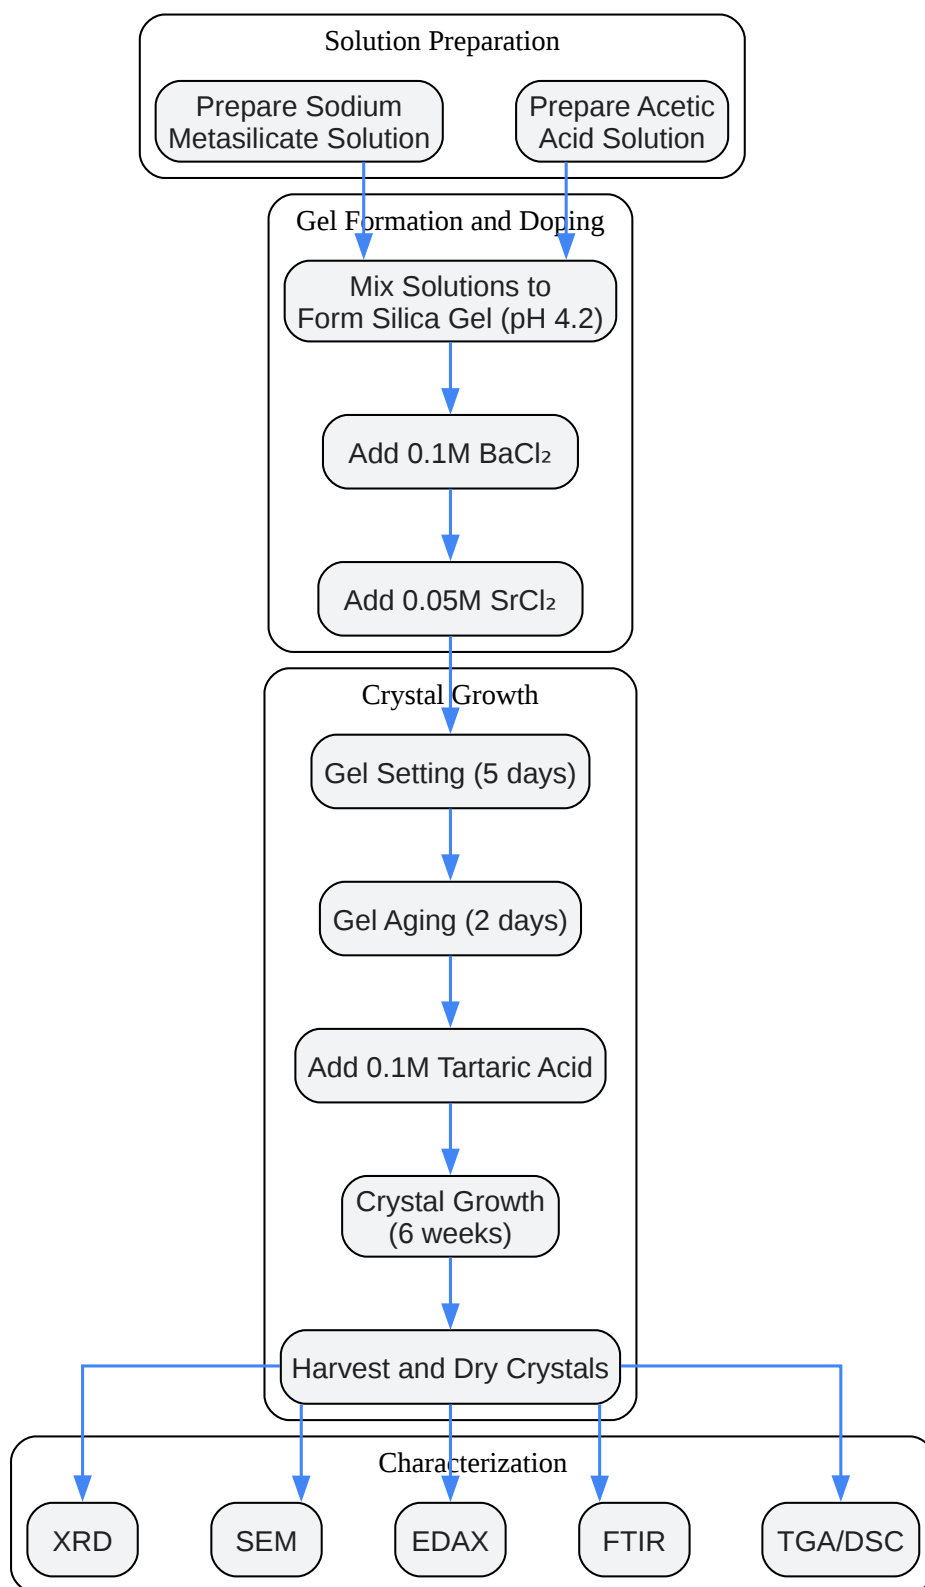 Solution Preparation
Prepare Sodium
Metasilicate Solution
Prepare Acetic
Acid Solution
Gel Formation and Doping
Mix Solutions to
Form Silica Gel (pH 4.2)
Add 0.1M BaCl₂
Add 0.05M SrCl₂
Crystal Growth
Gel Setting (5 days)
Gel Aging (2 days)
Add 0.1M Tartaric Acid
Crystal Growth
(6 weeks)
Harvest and Dry Crystals
Characterization
XRD
SEM
EDAX
FTIR
TGA/DSC